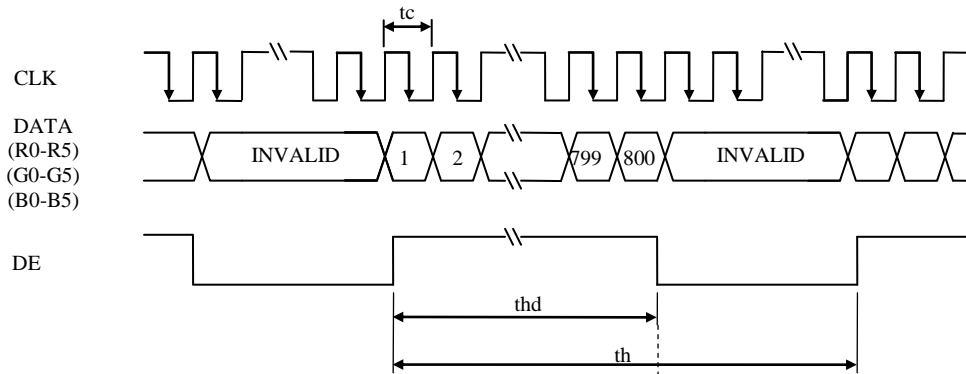 tc
CLK
DATA
(R0-R5)
(G0-G5)
(B0-B5)
INVALID 1 2 799 800 INVALID
DE
thd
th